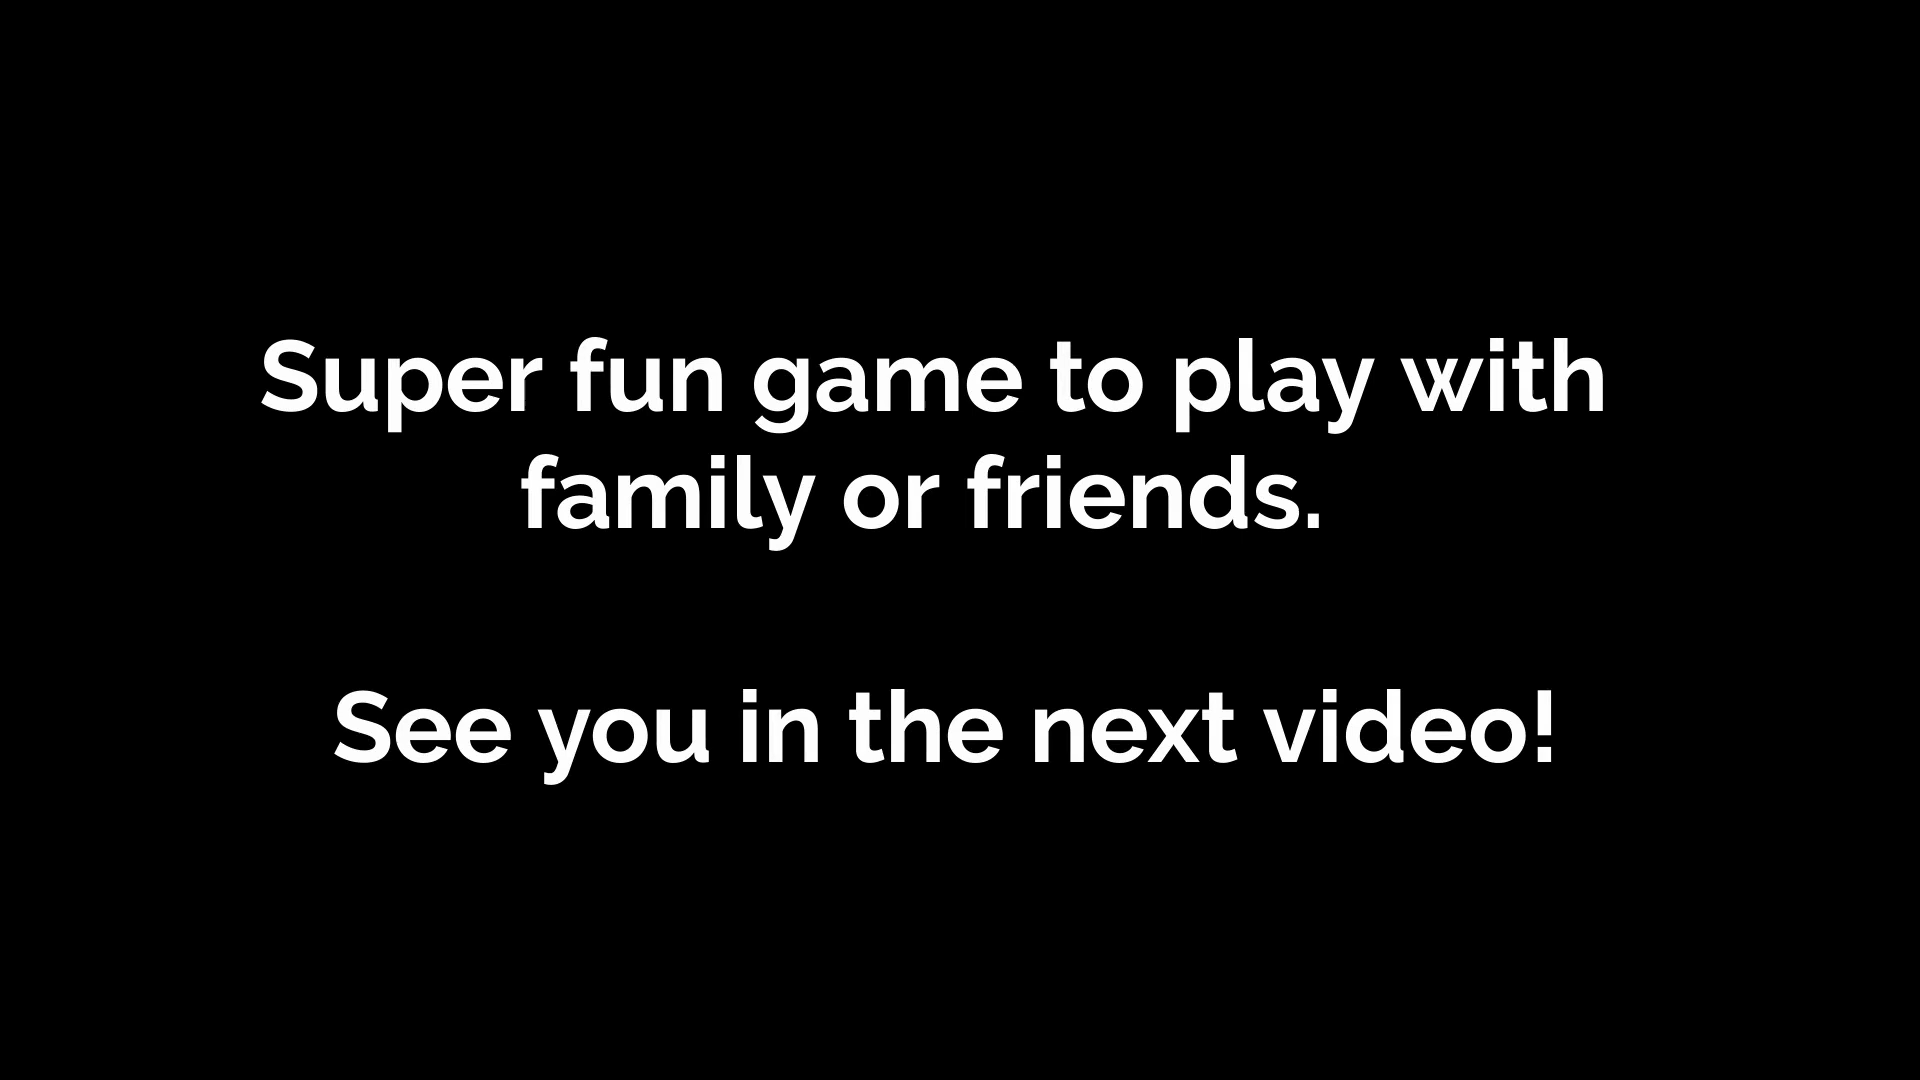 Super fun game to play with
family or friends.
See you in the next video!